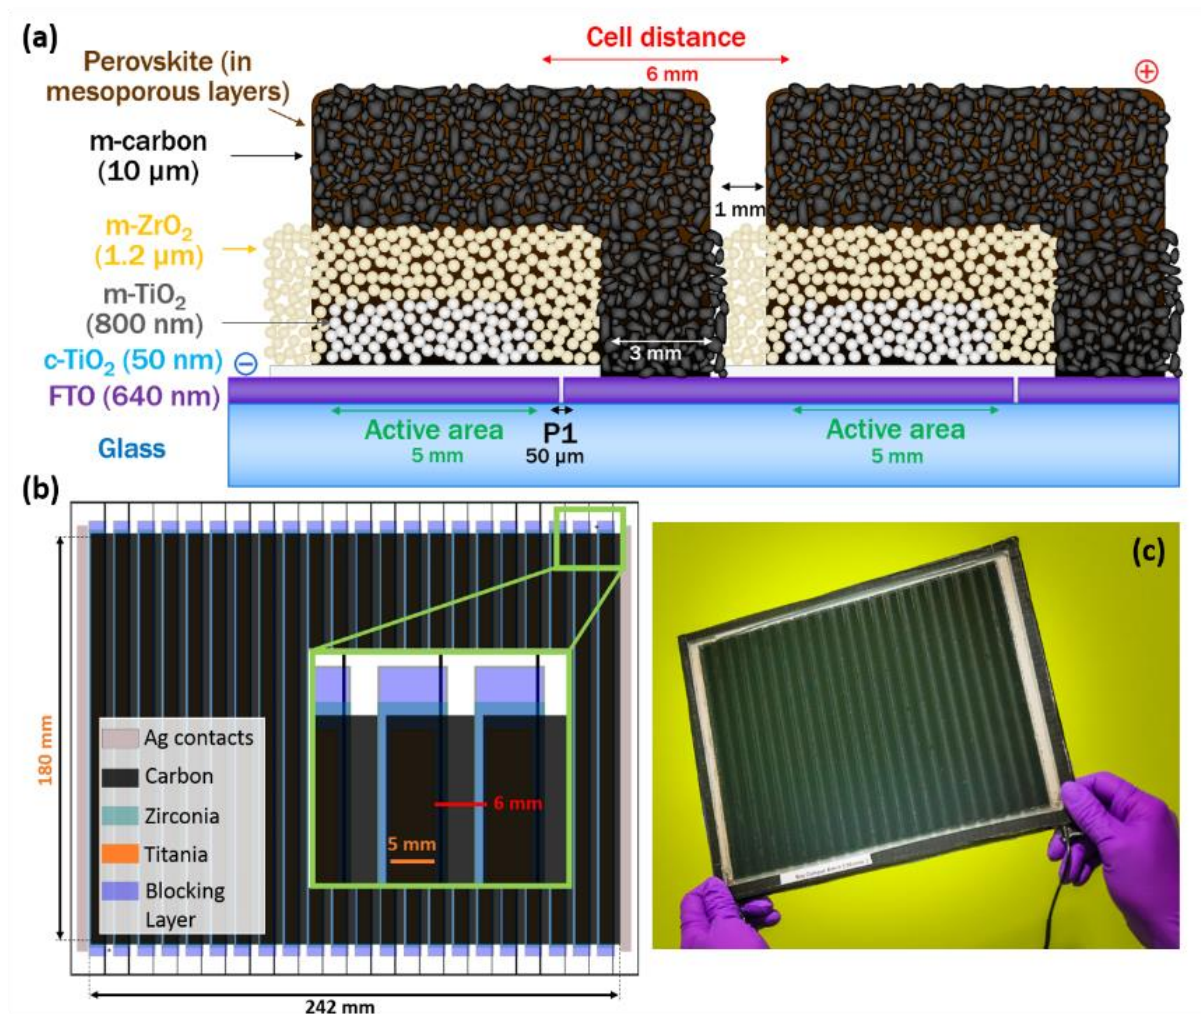 (a)
Cell distance
6 mm
Perovskite (in
mesoporous layers)
m-carbon
(10 µm)
1 mm
m-ZrO₂
(1.2 µm)
m-TiO₂
(800 nm)
3 mm
c-TiO₂ (50 nm)
FTO (640 nm)
Active area
5 mm
P1
50 µm
Active area
5 mm
Glass
(b)
(c)
180 mm
Ag contacts
Carbon
Zirconia
Titania
Blocking
Layer
6 mm
5 mm
242 mm